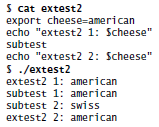 $ cat extest2
export cheese=american
echo "extest2 1: $cheese"
subtest
echo "extest2 2: $cheese"
$ ./extest2
extest2 1: american
subtest 1: american
subtest 2: swiss
extest2 2: american